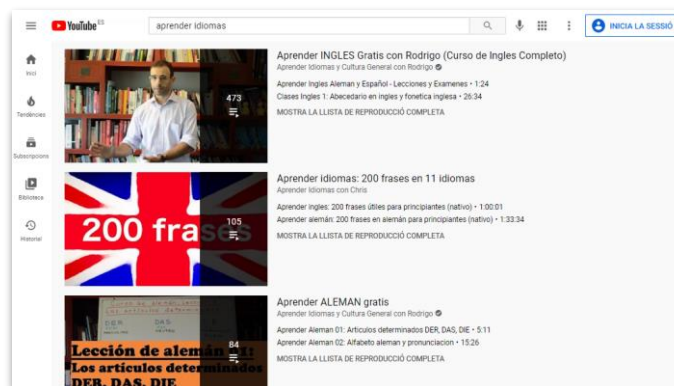 YouTube ES
aprender idiomas
INICIA LA SESSIÓ
Inici
Tendències
Subscripcions
Biblioteca
Historial
473
Aprender INGLES Gratis con Rodrigo (Curso de Ingles Completo)
Aprender Idiomas y Cultura General con Rodrigo
Aprender Ingles Aleman y Español - Lecciones y Examenes • 1:24
Clases Ingles 1: Abecedario en ingles y fonetica inglesa • 26:34
MOSTRA LA LLISTA DE REPRODUCCIÓ COMPLETA
200 frases
105
Aprender idiomas: 200 frases en 11 idiomas
Aprender Idiomas con Chris
Aprender ingles: 200 frases útiles para principiantes (nativo) • 1:00:01
Aprender alemán: 200 frases en alemán para principiantes (nativo) • 1:33:34
MOSTRA LA LLISTA DE REPRODUCCIÓ COMPLETA
DER DAS
Lección de alemán 01:
Los artículos determinados
DER, DAS, DIE
84
Aprender ALEMAN gratis
Aprender Idiomas y Cultura General con Rodrigo
Aprender Aleman 01: Articulos determinados DER, DAS, DIE • 5:11
Aprender Aleman 02: Alfabeto aleman y pronunciacion • 15:26
MOSTRA LA LLISTA DE REPRODUCCIÓ COMPLETA